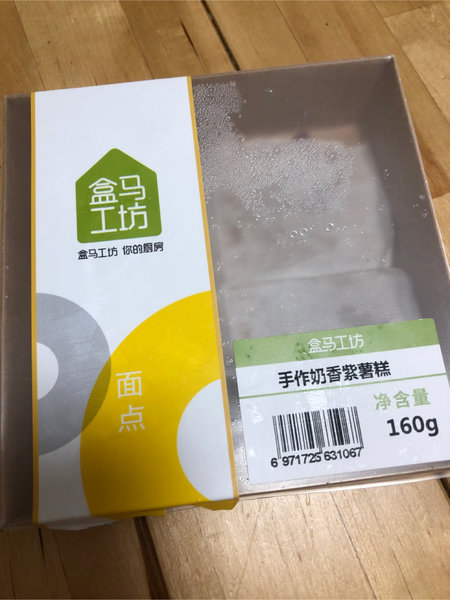 盒马
工坊
盒马工坊 你的厨房
面点
盒马工坊
手作奶香紫薯糕
净含量
160g
6 971725 631067